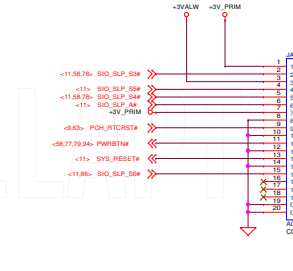 +3VALW +3V_PRIM
JA
1
<11,58,78> SIO_SLP_S3# 2
3
<11> SIO_SLP_S5# 4
<11,58,78> SIO_SLP_S4# 5
<11> SIO_SLP_A# 6
+3V_PRIM 7
8
<9,63> PCH_RTCRST# 9
10
<58,77,79,94> PWRBTN# 11
12
<11> SYS_RESET# 13
14
<11,66> SIO_SLP_S0# 15
16
17
18
19
20